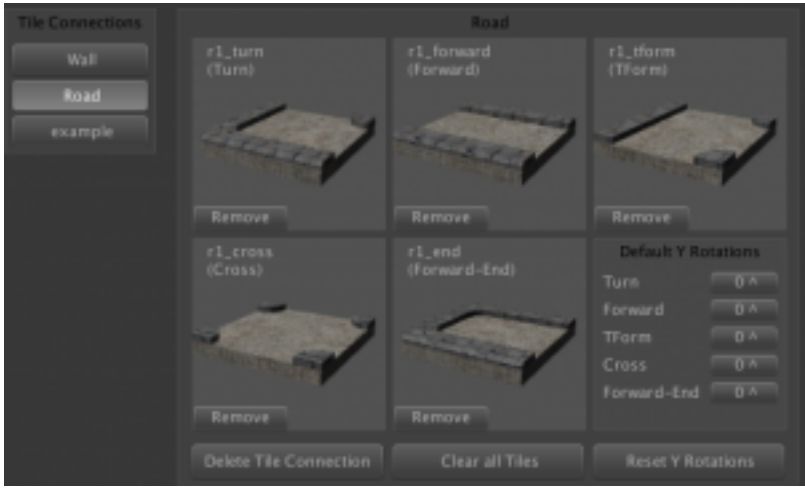 Tile Connections
Wall
Road
example
Road
r1_turn
(Turn)
r1_forward
(Forward)
r1_tform
(TForm)
Remove
Remove
Remove
r1_cross
(Cross)
r1_end
(Forward-End)
Default Y Rotations
Turn 0 ^
Forward 0 ^
TForm 0 ^
Cross 0 ^
Forward-End 0 ^
Remove
Remove
Delete Tile Connection
Clear all Tiles
Reset Y Rotations